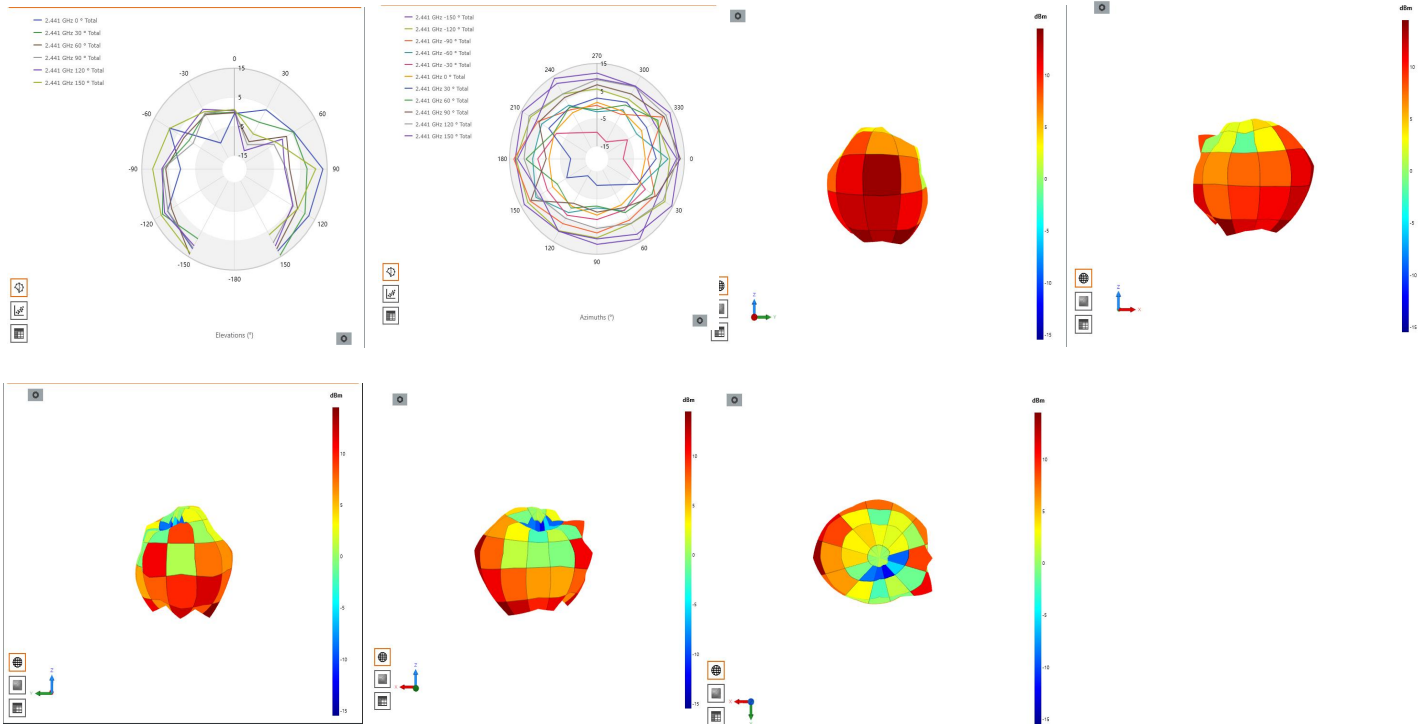 2.441 GHz 0 ° Total
2.441 GHz 30 ° Total
2.441 GHz 60 ° Total
2.441 GHz 90 ° Total
2.441 GHz 120 ° Total
2.441 GHz 150 ° Total
0
-30
30
-60
60
-90
90
-120
120
-150
150
-180
15
5
-5
-15
Elevations (°)
2.441 GHz -150 ° Total
2.441 GHz -120 ° Total
2.441 GHz -90 ° Total
2.441 GHz -60 ° Total
2.441 GHz -30 ° Total
2.441 GHz 0 ° Total
2.441 GHz 30 ° Total
2.441 GHz 60 ° Total
2.441 GHz 90 ° Total
2.441 GHz 120 ° Total
2.441 GHz 150 ° Total
270
240
300
210
330
180
0
150
30
120
60
90
15
5
-5
-15
Azimuths (°)
dBm
10
5
0
-5
-10
-15
Z
Y
dBm
10
5
0
-5
-10
-15
Z
X
dBm
10
5
0
-5
-10
-15
Z
Y
dBm
10
5
0
-5
-10
-15
Z
X
dBm
10
5
0
-5
-10
-15
X